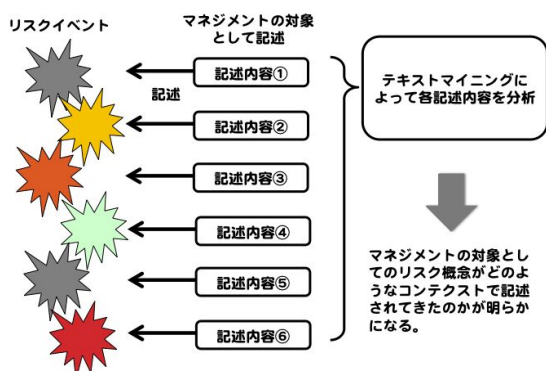 リスクイベント
マネジメントの対象
として記述
記述内容①
記述
記述内容②
記述内容③
記述内容④
記述内容⑤
記述内容⑥
テキストマイニングに
よって各記述内容を分析
マネジメントの対象とし
てのリスク概念がどのよ
うなコンテクストで記述
されてきたのかが明らか
になる。